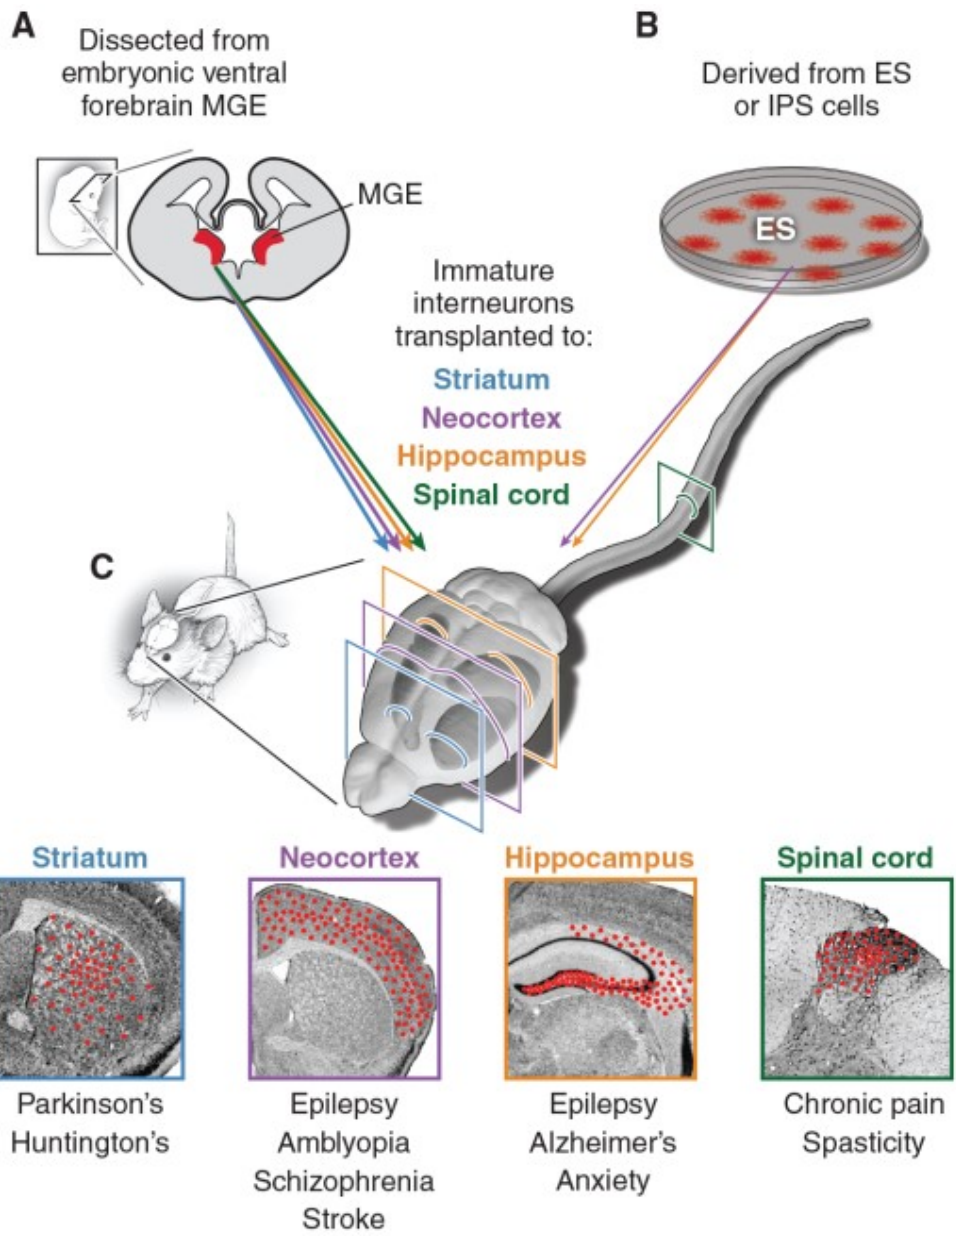 A
Dissected from
embryonic ventral
forebrain MGE
MGE
B
Derived from ES
or IPS cells
ES
Immature
interneurons
transplanted to:
Striatum
Neocortex
Hippocampus
Spinal cord
C
Striatum
Parkinson's
Huntington's
Neocortex
Epilepsy
Amblyopia
Schizophrenia
Stroke
Hippocampus
Epilepsy
Alzheimer's
Anxiety
Spinal cord
Chronic pain
Spasticity